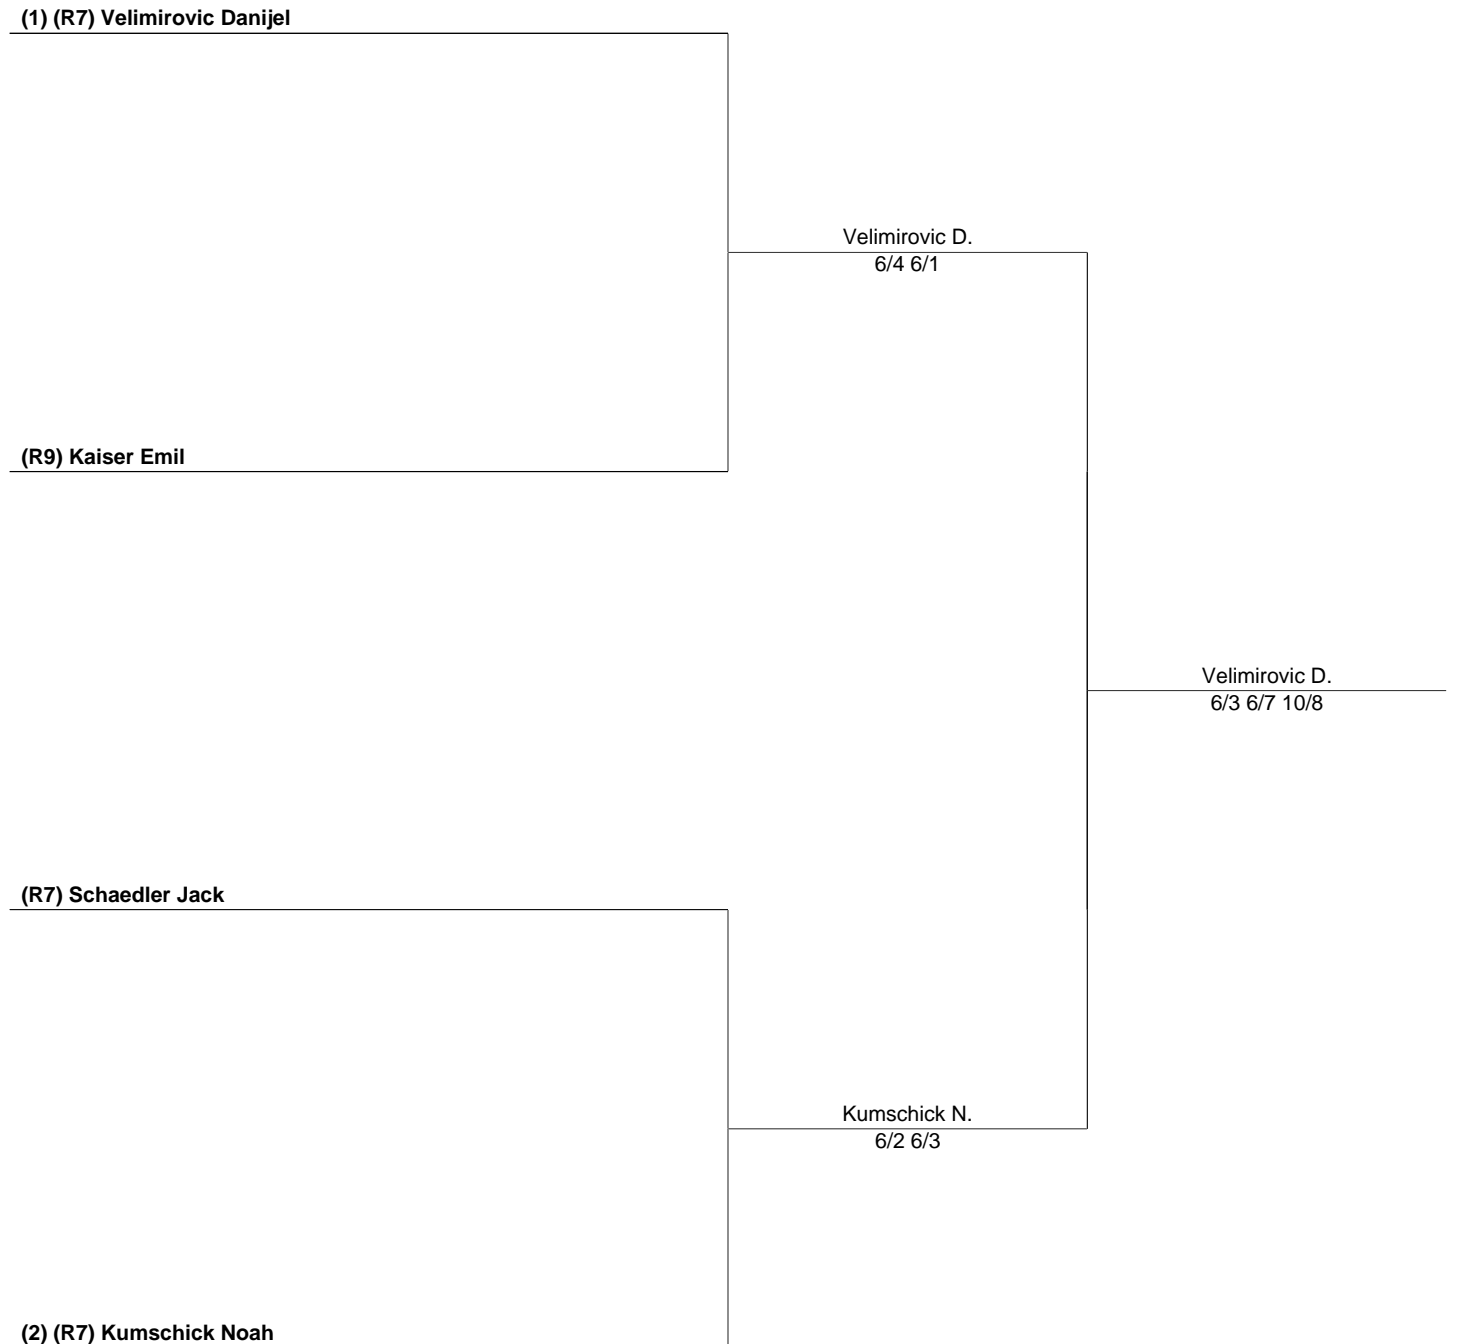 (1) (R7) Velimirovic Danijel
Velimirovic D.
6/4 6/1
(R9) Kaiser Emil
Velimirovic D.
6/3 6/7 10/8
(R7) Schaedler Jack
Kumschick N.
6/2 6/3
(2) (R7) Kumschick Noah